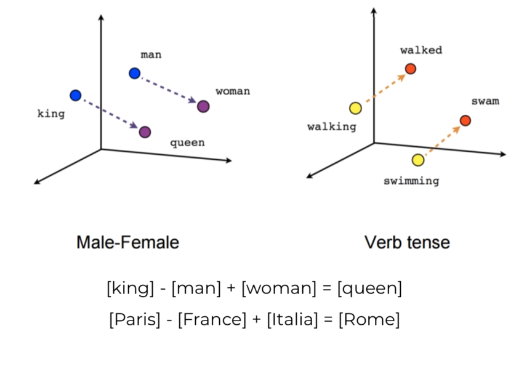 man
woman
king
queen
walked
swam
walking
swimming
Male-Female
Verb tense
[king] - [man] + [woman] = [queen]
[Paris] - [France] + [Italia] = [Rome]